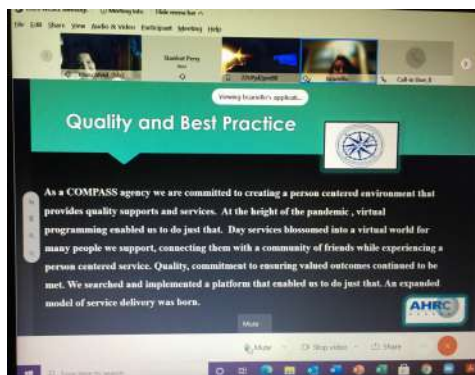 File Edit Share View Audio & Video Participant Meeting Help
Viewing
applicati...
Quality and Best Practice
As a COMPASS agency we are committed to creating a person centered environment that
provides quality supports and services. At the height of the pandemic , virtual
programming enabled us to do just that. Day services blossomed into a virtual world for
many people we support, connecting them with a community of friends while experiencing a
person centered service. Quality, commitment to ensuring valued outcomes continued to be
met. We searched and implemented a platform that enabled us to do just that. An expanded
model of service delivery was born.
AHRC
Mute
Mute
Stop video
Share